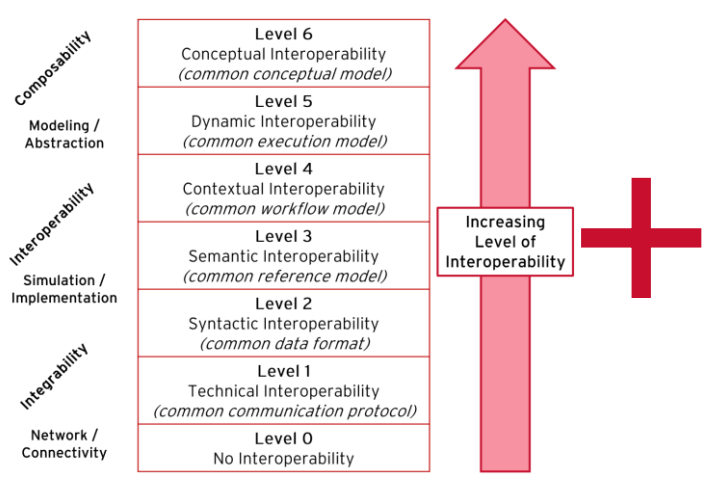 Composability
Modeling /
Abstraction
Interoperability
Simulation /
Implementation
Integrability
Network /
Connectivity
Level 6
Conceptual Interoperability
(common conceptual model)
Level 5
Dynamic Interoperability
(common execution model)
Level 4
Contextual Interoperability
(common workflow model)
Level 3
Semantic Interoperability
(common reference model)
Level 2
Syntactic Interoperability
(common data format)
Level 1
Technical Interoperability
(common communication protocol)
Level 0
No Interoperability
Increasing
Level of
Interoperability